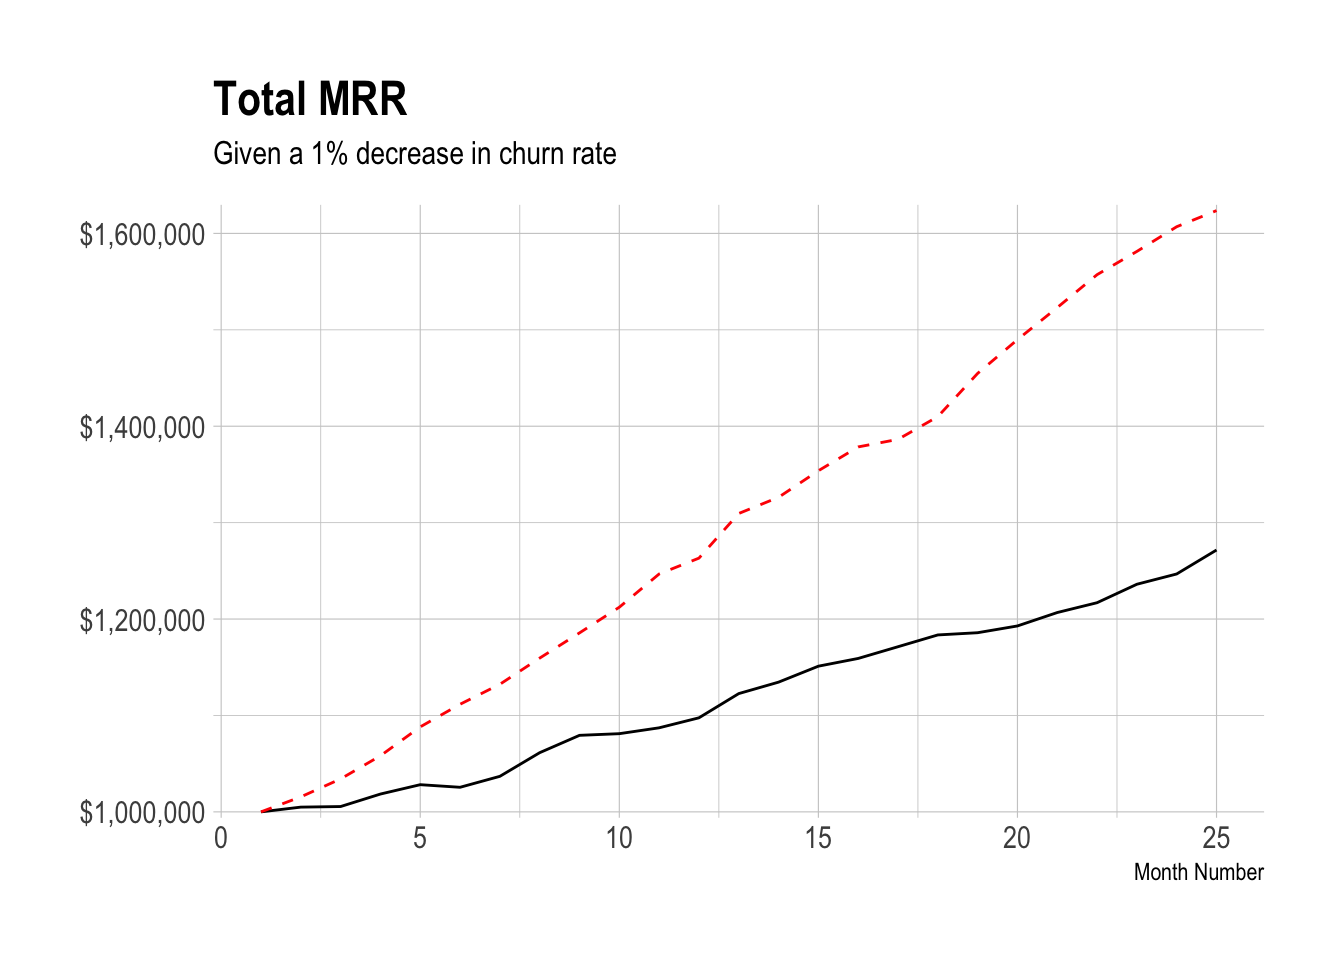 Total MRR
Given a 1% decrease in churn rate
$1,600,000
$1,400,000
$1,200,000
$1,000,000
0 5 10 15 20 25
Month Number